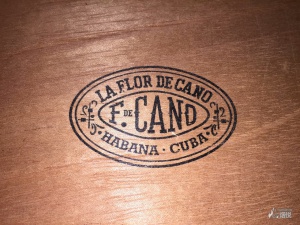 LA FLOR DE CANO
F. DE CANO
HABANA · CUBA